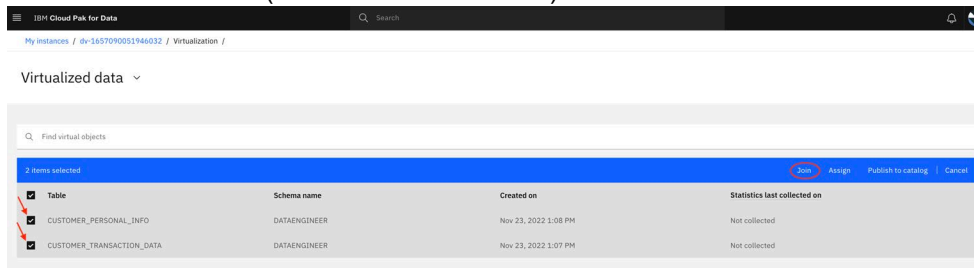 IBM Cloud Pak for Data Search
My instances / dv-1657090051946032 / Virtualization /
Virtualized data
Find virtual objects
2 items selected Join Assign Publish to catalog | Cancel
Table Schema name Created on Statistics last collected on
CUSTOMER_PERSONAL_INFO DATAENGINEER Nov 23, 2022 1:08 PM Not collected
CUSTOMER_TRANSACTION_DATA DATAENGINEER Nov 23, 2022 1:07 PM Not collected